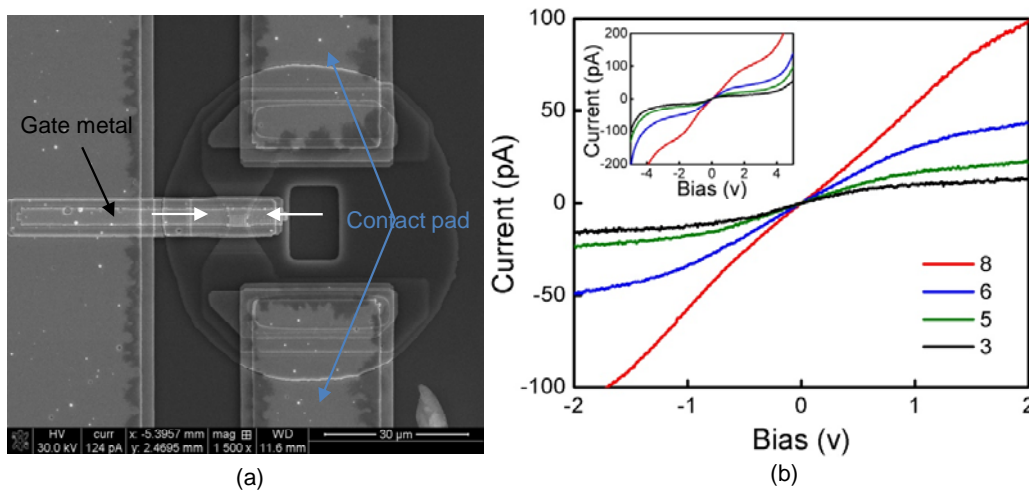 Gate metal
Contact pad
HV
curr
x: -5.3957 mm
mag
WD
30 µm
30.0 kV
124 pA
y: 2.4695 mm
1 500 x
11.6 mm
(a)
b)
Current (pA)
100
50
0
-50
-100
-2
-1
0
1
2
Bias (v)
8
6
5
3
Current (pA)
200
100
0
-100
-200
-4
-2
0
2
4
Bias (v)
(b)